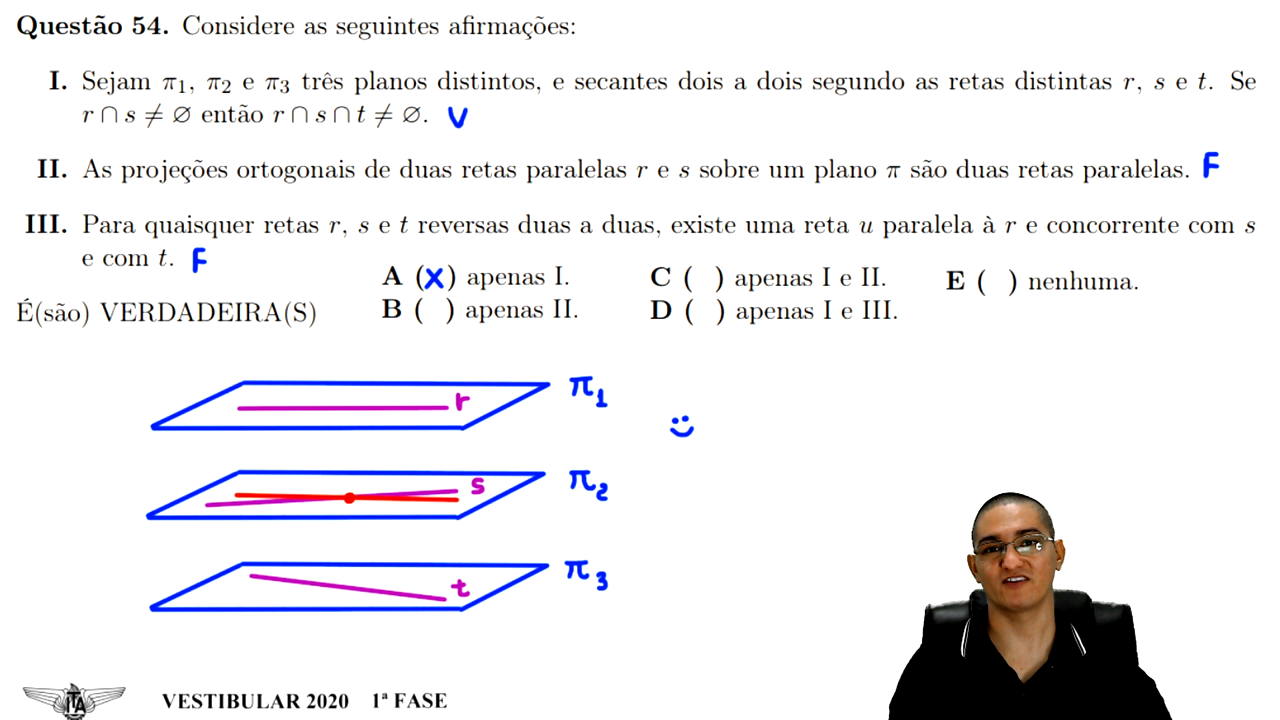 Questão 54. Considere as seguintes afirmações:
I. Sejam π₁, π₂ e π₃ três planos distintos, e secantes dois a dois segundo as retas distintas r, s e t. Se
r ∩ s ≠ ∅ então r ∩ s ∩ t ≠ ∅. V
II. As projeções ortogonais de duas retas paralelas r e s sobre um plano π são duas retas paralelas. F
III. Para quaisquer retas r, s e t reversas duas a duas, existe uma reta u paralela à r e concorrente com s
e com t. F
É(são) VERDADEIRA(S)
A (X) apenas I.
B ( ) apenas II.
C ( ) apenas I e II.
D ( ) apenas I e III.
E ( ) nenhuma.
r π₁
s π₂
t π₃
ITA
VESTIBULAR 2020 1ª FASE